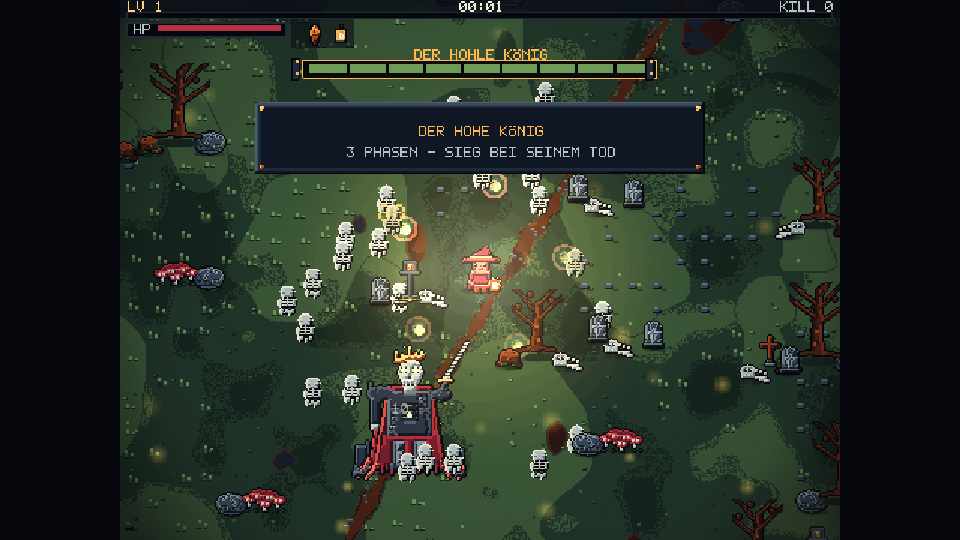 LV 1
00:01
KILL 0
HP
DER HOHLE KöNIG
DER HOHE KöNIG
3 PHASEN - SIEG BEI SEINEM TOD